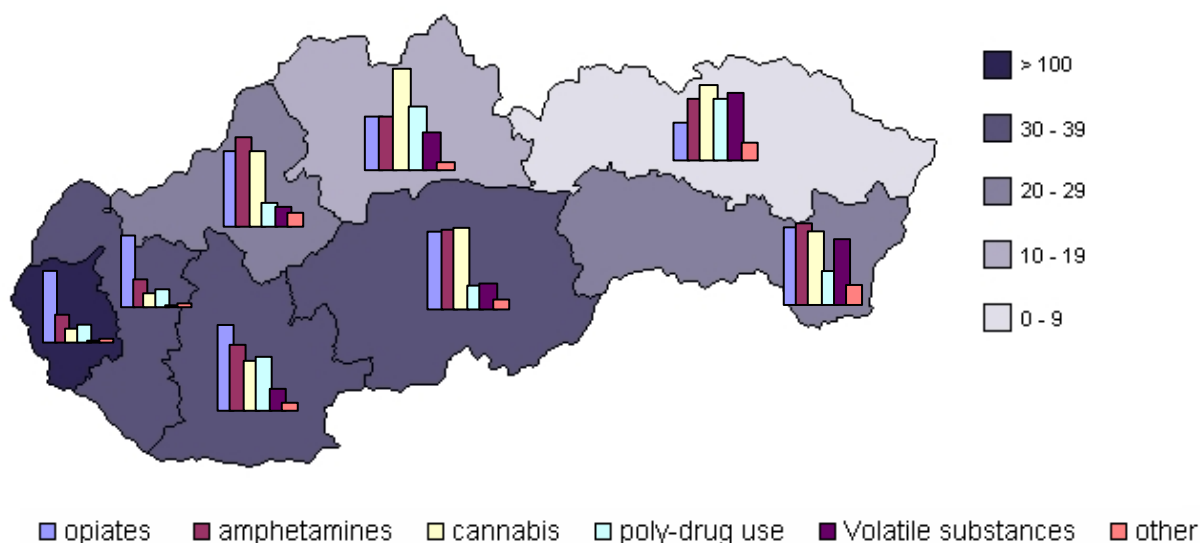 > 100
30 - 39
20 - 29
10 - 19
0 - 9
opiates amphetamines cannabis poly-drug use Volatile substances other